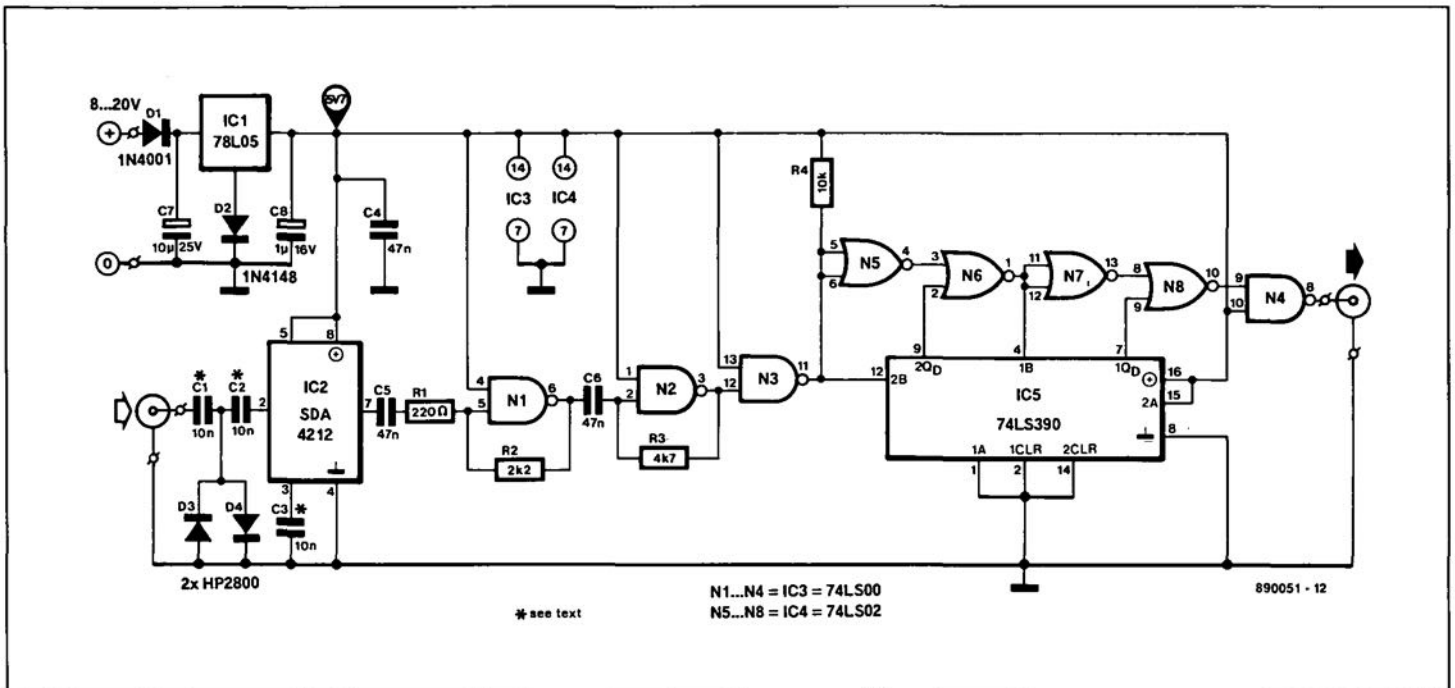 8...20V
D1
1N4001
IC1
78L05
5V7
C7
10µ 25V
D2
1N4148
C8
1µ 16V
C4
47n
14
IC3
7
14
IC4
7
R4
10k
5
6
N5
4
3
2
N6
1
11
12
N7
13
8
9
N8
10
9
10
N4
8
*
C1
10n
*
C2
10n
2
5
8
IC2
SDA
4212
7
3
4
C5
47n
R1
220Ω
4
5
N1
6
R2
2k2
C6
47n
1
2
N2
3
R3
4k7
13
12
N3
11
12
2B
9
2QD
4
1B
7
1QD
IC5
74LS390
16
15
2A
8
1A
1
1CLR
2
2CLR
14
D3
D4
C3
*
10n
2x HP2800
* see text
N1...N4 = IC3 = 74LS00
N5...N8 = IC4 = 74LS02
890051 - 12